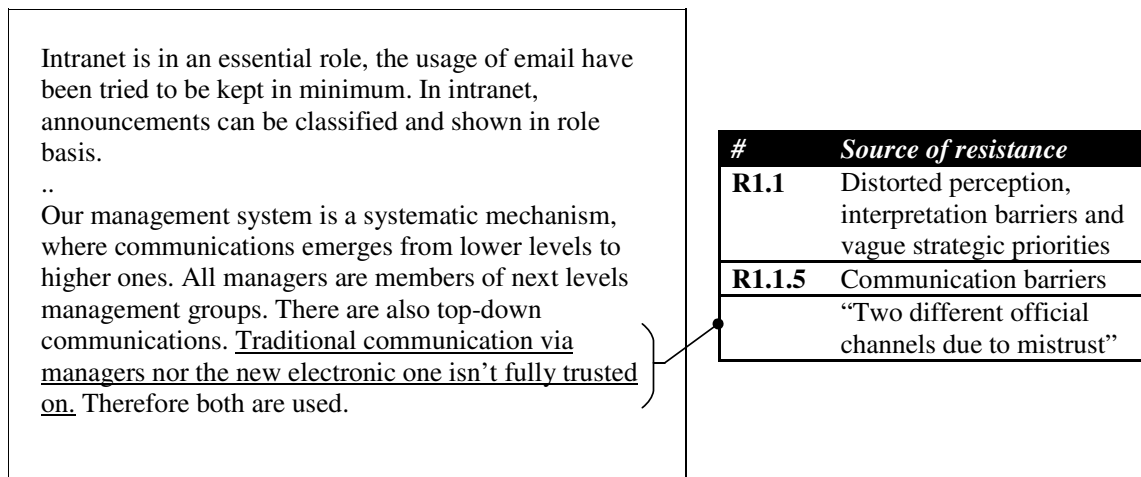 Intranet is in an essential role, the usage of email have
been tried to be kept in minimum. In intranet,
announcements can be classified and shown in role
basis.
..
Our management system is a systematic mechanism,
where communications emerges from lower levels to
higher ones. All managers are members of next levels
management groups. There are also top-down
communications. Traditional communication via
managers nor the new electronic one isn't fully trusted
on. Therefore both are used.
# Source of resistance
R1.1 Distorted perception,
interpretation barriers and
vague strategic priorities
R1.1.5 Communication barriers
“Two different official
channels due to mistrust”